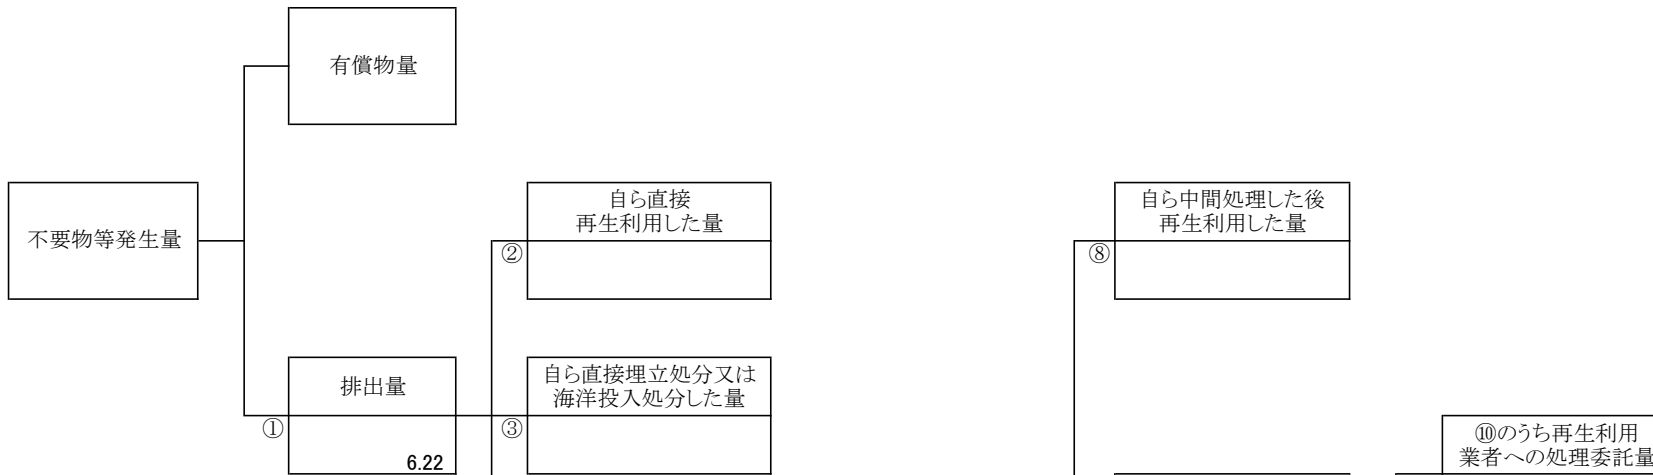 有償物量
不要物等発生量
自ら直接
再生利用した量
②
自ら中間処理した後
再生利用した量
⑧
排出量
①
6.22
自ら直接埋立処分又は
海洋投入処分した量
③
⑩のうち再生利用
業者への処理委託量